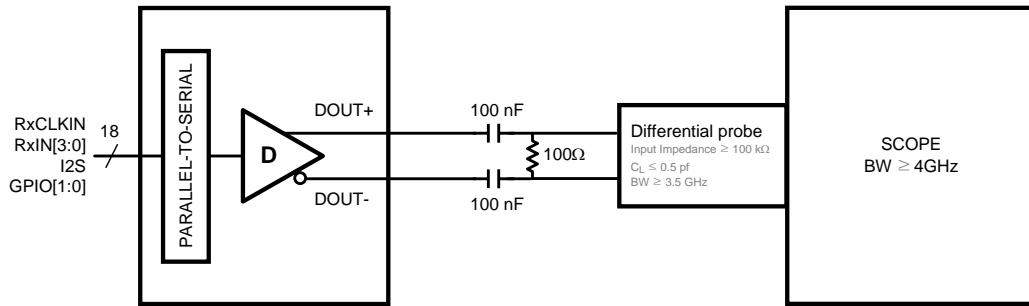 RxCLKIN
RxIN[3:0]
I2S
GPIO[1:0]
18
PARALLEL-TO-SERIAL
D
DOUT+
DOUT-
100 nF
100Ω
100 nF
Differential probe
Input Impedance ≥ 100 kΩ
CL ≤ 0.5 pf
BW ≥ 3.5 GHz
SCOPE
BW ≥ 4GHz